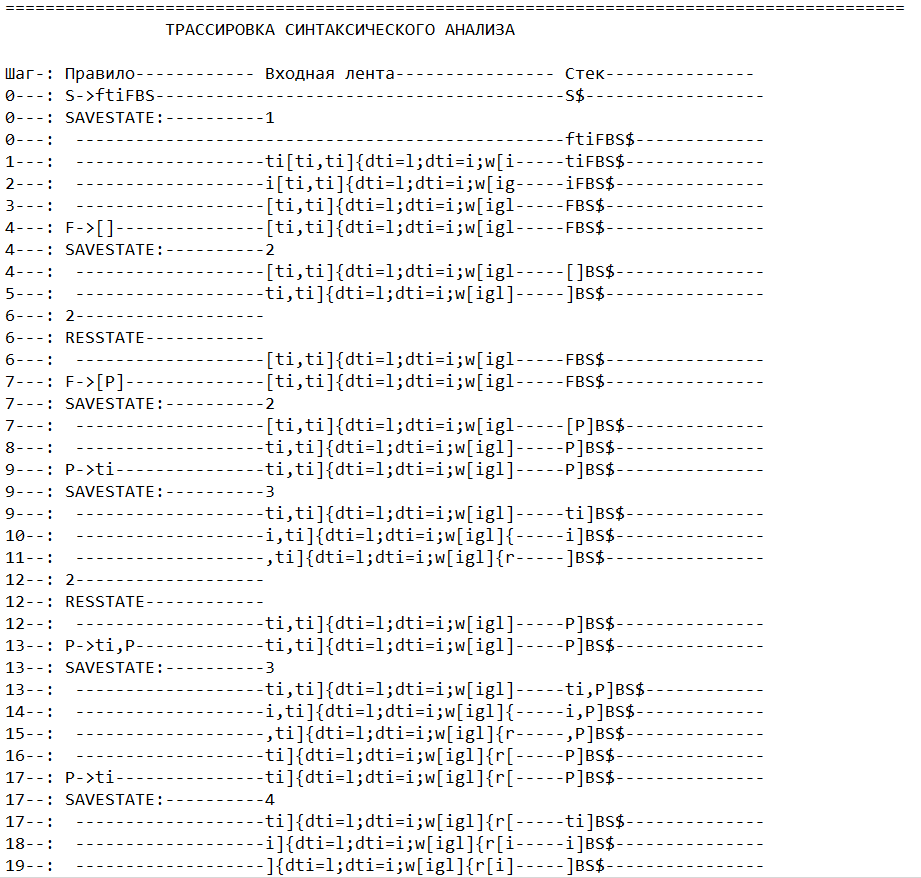 ==========================================================================================
ТРАССИРОВКА СИНТАКСИЧЕСКОГО АНАЛИЗА
Шаг-: Правило------------ Входная лента---------------- Стек---------------
0---: S->ftiFBS-----------------------------------------S$------------------
0---: SAVESTATE:----------1
0---:  -------------------------------------------------ftiFBS$-------------
1---:  -------------------ti[ti,ti]{dti=l;dti=i;w[i-----tiFBS$--------------
2---:  -------------------i[ti,ti]{dti=l;dti=i;w[ig-----iFBS$---------------
3---:  -------------------[ti,ti]{dti=l;dti=i;w[igl-----FBS$----------------
4---: F->[]---------------[ti,ti]{dti=l;dti=i;w[igl-----FBS$----------------
4---: SAVESTATE:----------2
4---:  -------------------[ti,ti]{dti=l;dti=i;w[igl-----[]BS$---------------
5---:  -------------------ti,ti]{dti=l;dti=i;w[igl]-----]BS$----------------
6---: 2-------------------
6---: RESSTATE------------
6---:  -------------------[ti,ti]{dti=l;dti=i;w[igl-----FBS$----------------
7---: F->[P]--------------[ti,ti]{dti=l;dti=i;w[igl-----FBS$----------------
7---: SAVESTATE:----------2
7---:  -------------------[ti,ti]{dti=l;dti=i;w[igl-----[P]BS$--------------
8---:  -------------------ti,ti]{dti=l;dti=i;w[igl]-----P]BS$---------------
9---: P->ti---------------ti,ti]{dti=l;dti=i;w[igl]-----P]BS$---------------
9---: SAVESTATE:----------3
9---:  -------------------ti,ti]{dti=l;dti=i;w[igl]-----ti]BS$--------------
10--:  -------------------i,ti]{dti=l;dti=i;w[igl]{-----i]BS$---------------
11--:  -------------------,ti]{dti=l;dti=i;w[igl]{r-----]BS$----------------
12--: 2-------------------
12--: RESSTATE------------
12--:  -------------------ti,ti]{dti=l;dti=i;w[igl]-----P]BS$---------------
13--: P->ti,P-------------ti,ti]{dti=l;dti=i;w[igl]-----P]BS$---------------
13--: SAVESTATE:----------3
13--:  -------------------ti,ti]{dti=l;dti=i;w[igl]-----ti,P]BS$------------
14--:  -------------------i,ti]{dti=l;dti=i;w[igl]{-----i,P]BS$-------------
15--:  -------------------,ti]{dti=l;dti=i;w[igl]{r-----,P]BS$--------------
16--:  -------------------ti]{dti=l;dti=i;w[igl]{r[-----P]BS$---------------
17--: P->ti---------------ti]{dti=l;dti=i;w[igl]{r[-----P]BS$---------------
17--: SAVESTATE:----------4
17--:  -------------------ti]{dti=l;dti=i;w[igl]{r[-----ti]BS$--------------
18--:  -------------------i]{dti=l;dti=i;w[igl]{r[i-----i]BS$---------------
19--:  -------------------]{dti=l;dti=i;w[igl]{r[i]-----]BS$----------------